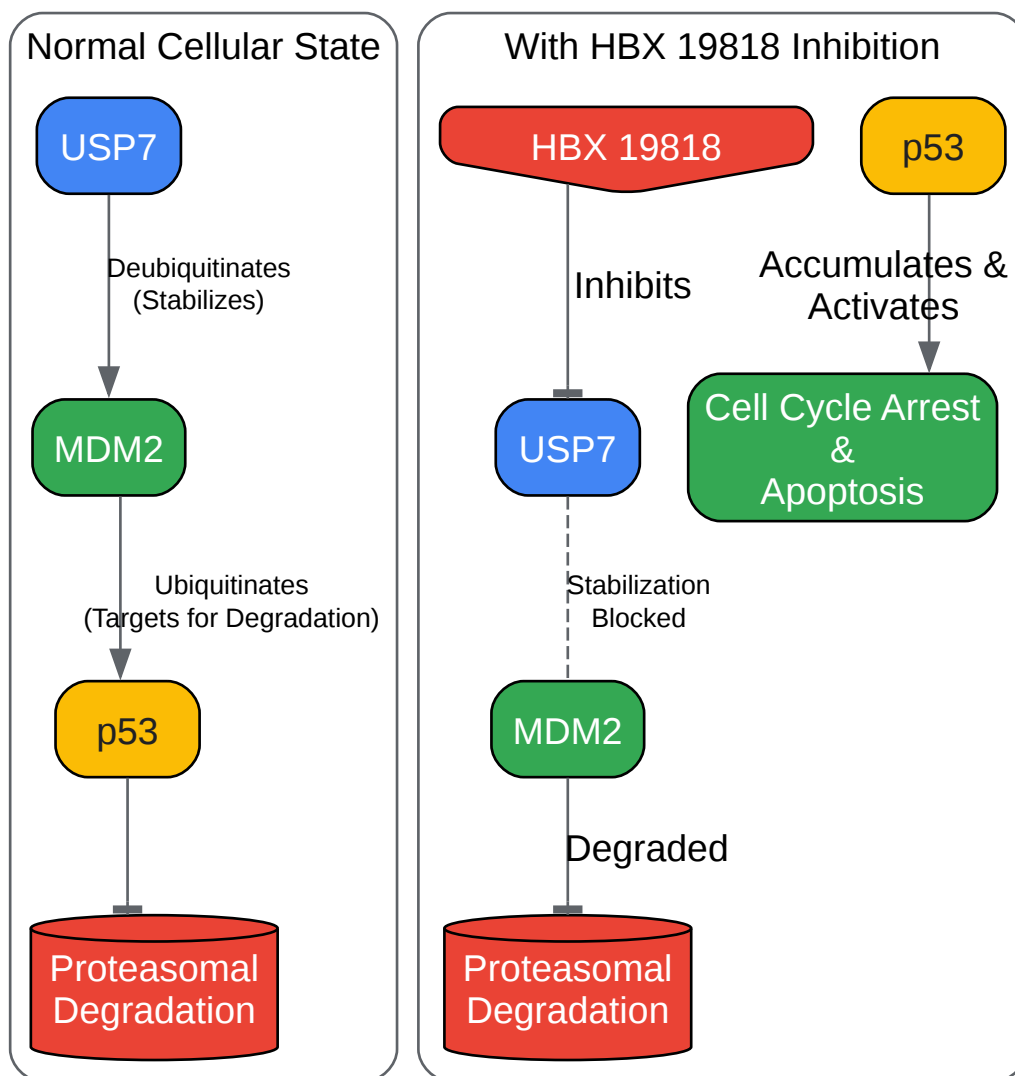 Normal Cellular State
USP7
Deubiquitinates
(Stabilizes)
MDM2
Ubiquitinates
(Targets for Degradation)
p53
Proteasomal
Degradation
With HBX 19818 Inhibition
HBX 19818
Inhibits
USP7
Stabilization
Blocked
MDM2
Degraded
Proteasomal
Degradation
p53
Accumulates &
Activates
Cell Cycle Arrest
&
Apoptosis